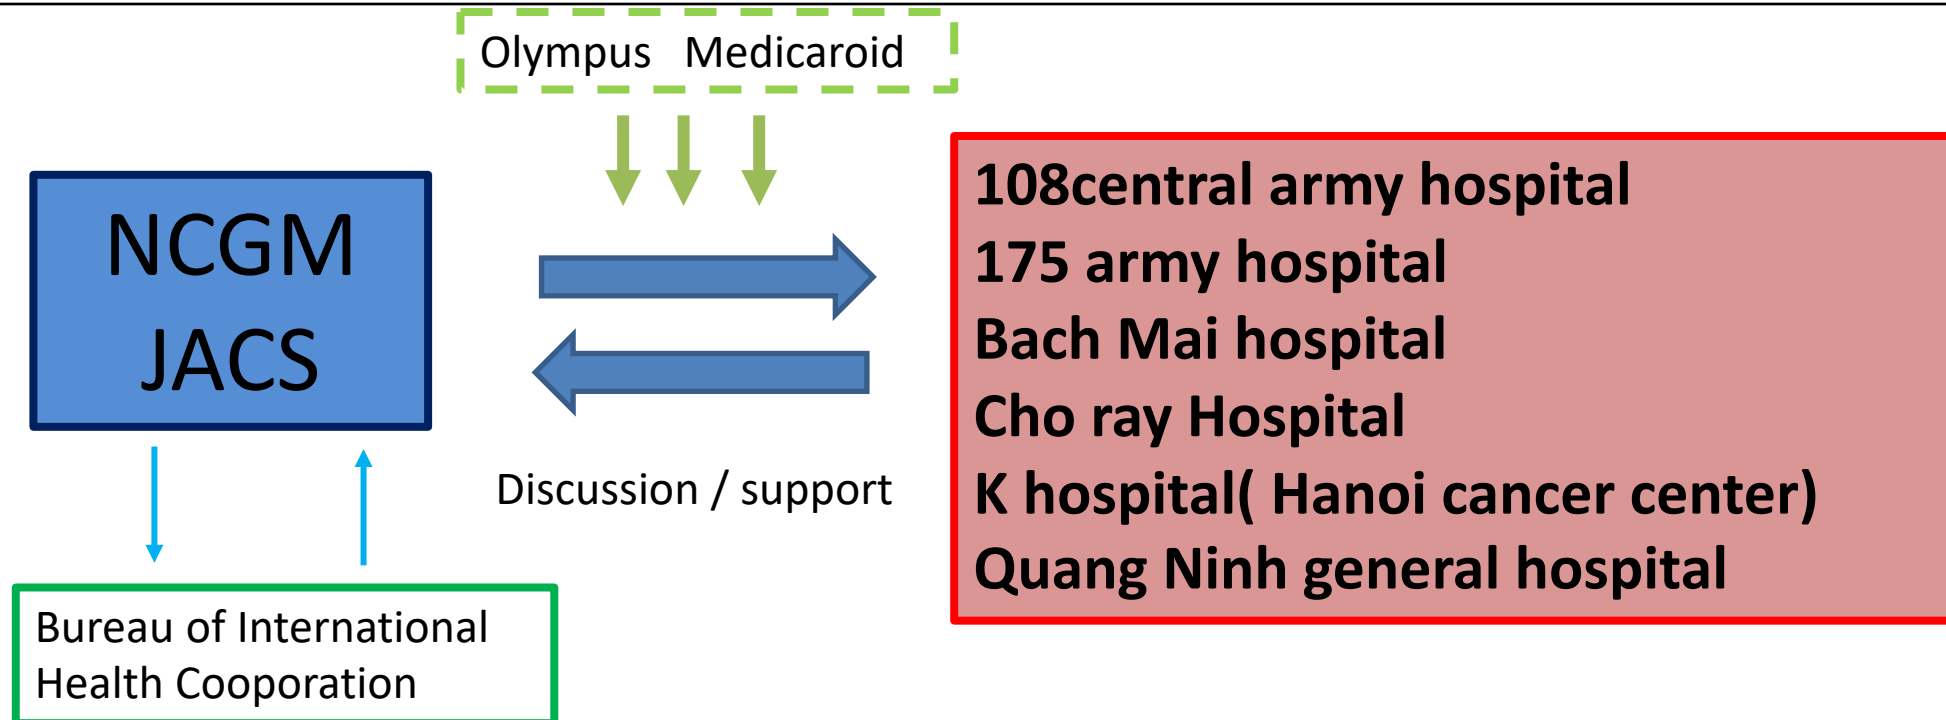 Olympus Medicaroid
NCGM
JACS
Discussion / support
108central army hospital
175 army hospital
Bach Mai hospital
Cho ray Hospital
K hospital( Hanoi cancer center)
Quang Ninh general hospital
Bureau of International
Health Cooporation